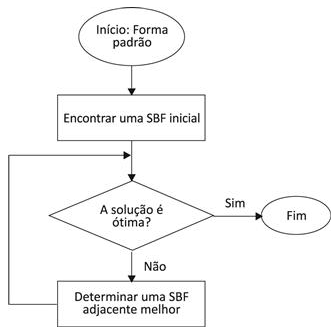 Início: Forma
padrão
Encontrar uma SBF inicial
A solução é
ótima?
Sim
Fim
Não
Determinar uma SBF
adjacente melhor